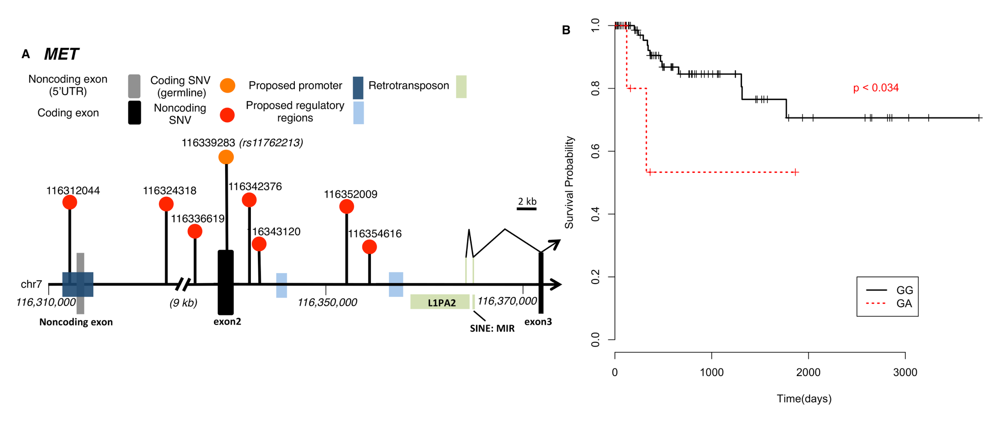 A MET
Noncoding exon
(5'UTR)
Coding SNV
(germline)
Proposed promoter
Retrotransposon
Coding exon
Noncoding
SNV
Proposed regulatory
regions
116339283 (rs11762213)
116312044
116324318
116336619
116342376
116343120
116352009
116354616
2 kb
chr7
116,310,000
(9 kb)
116,350,000
116,370,000
L1PA2
Noncoding exon
exon2
SINE: MIR
exon3
B
Survival Probability
1.0
0.8
0.6
0.4
0.2
0.0
p < 0.034
GG
GA
0 1000 2000 3000
Time(days)